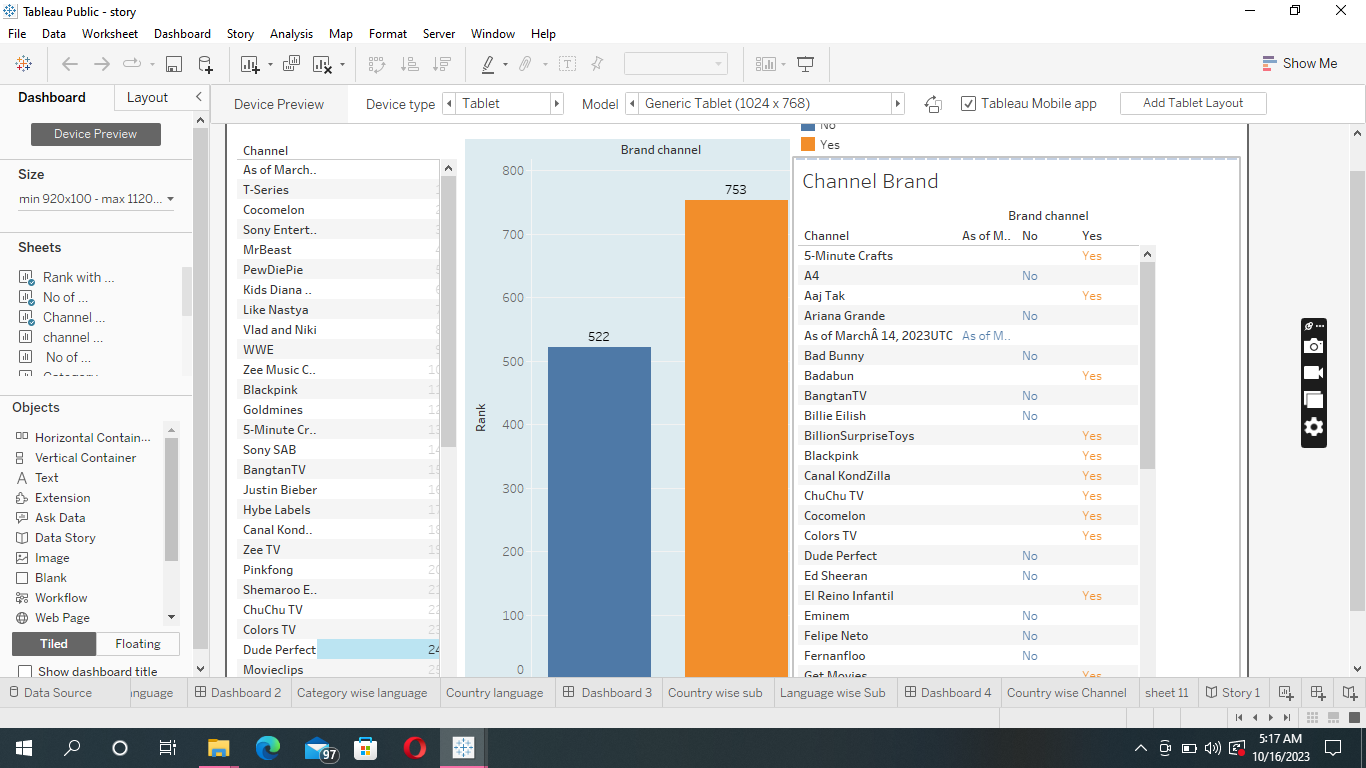 Tableau Public - story
File Data Worksheet Dashboard Story Analysis Map Format Server Window Help
Show Me
Dashboard Layout
Device Preview Device type Tablet Model Generic Tablet (1024 x 768) Tableau Mobile app Add Tablet Layout
Device Preview
Size
min 920x100 - max 1120...
Sheets
Rank with ...
No of ...
Channel ...
channel ...
No of ...
Category
Objects
Horizontal Contain...
Vertical Container
Text
Extension
Ask Data
Data Story
Image
Blank
Workflow
Web Page
Tiled Floating
Show dashboard title
Channel
As of March..
T-Series
Cocomelon
Sony Entert..
MrBeast
PewDiePie
Kids Diana ..
Like Nastya
Vlad and Niki
WWE
Zee Music C..
Blackpink
Goldmines
5-Minute Cr..
Sony SAB
BangtanTV
Justin Bieber
Hybe Labels
Canal Kond..
Zee TV
Pinkfong
Shemaroo E..
ChuChu TV
Colors TV
Dude Perfect 24
Movieclips
Brand channel
800
700
600
500
400
300
200
100
0
Rank
522
753
No
Yes
Channel Brand
Brand channel
Channel As of M.. No Yes
5-Minute Crafts Yes
A4 No
Aaj Tak Yes
Ariana Grande No
As of MarchÂ 14, 2023UTC As of M..
Bad Bunny No
Badabun Yes
BangtanTV No
Billie Eilish No
BillionSurpriseToys Yes
Blackpink Yes
Canal KondZilla Yes
ChuChu TV Yes
Cocomelon Yes
Colors TV Yes
Dude Perfect No
Ed Sheeran No
El Reino Infantil Yes
Eminem No
Felipe Neto No
Fernanfloo No
Get Movies Yes
Data Source nguage Dashboard 2 Category wise language Country language Dashboard 3 Country wise sub Language wise Sub Dashboard 4 Country wise Channel sheet 11 Story 1
97
5:17 AM
10/16/2023